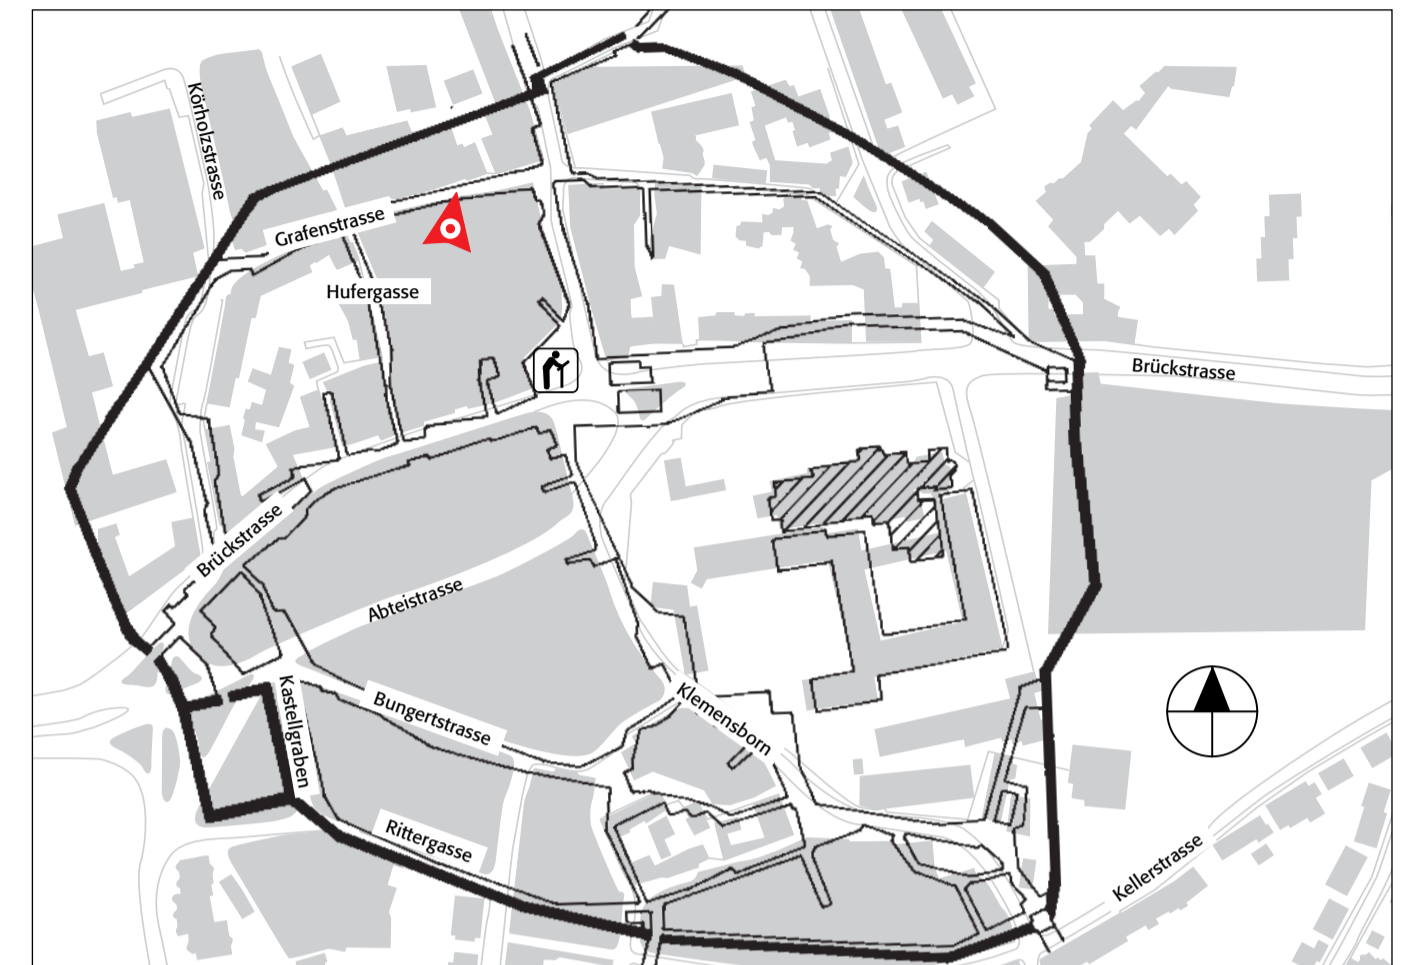 Körholzstrasse
Grafenstrasse
Hufergasse
Brückstrasse
Brückstrasse
Abteistrasse
Kastellgraben
Bungertstrasse
Klemensborn
Rittergasse
Kellerstrasse